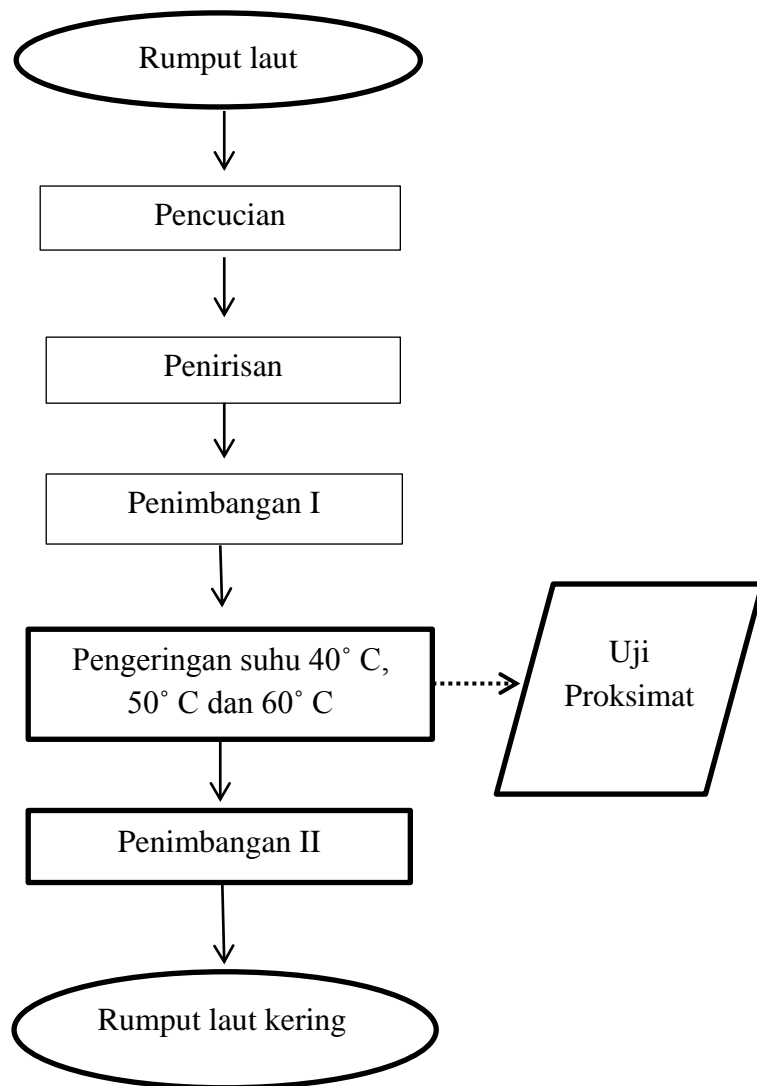 Rumput laut
Pencucian
Penirisan
Penimbangan I
Pengeringan suhu 40˚ C,
50˚ C dan 60˚ C
Uji
Proksimat
Penimbangan II
Rumput laut kering